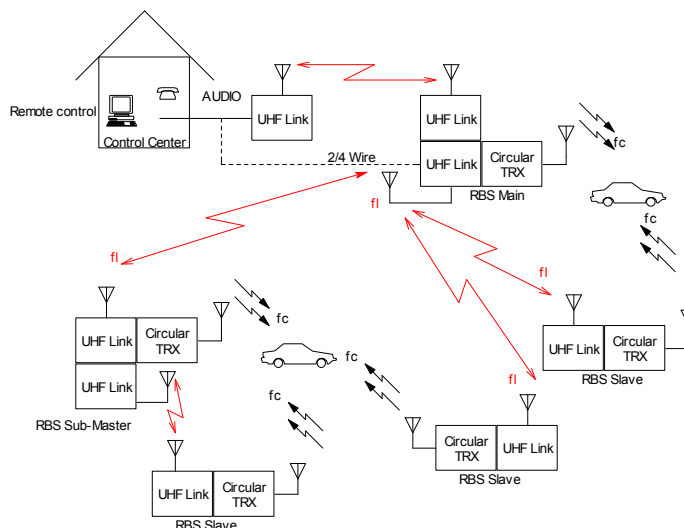 AUDIO
Remote control
UHF Link
UHF Link
Control Center
fc
2/4 Wire
UHF Link
Circular
TRX
RBS Main
fc
fl
fl
fl
fc
UHF Link
Circular
TRX
fc
UHF Link
Circular
TRX
UHF Link
RBS Slave
fc
RBS Sub-Master
Circular
TRX
UHF Link
RBS Slave
UHF Link
Circular
TRX
RBS Slave